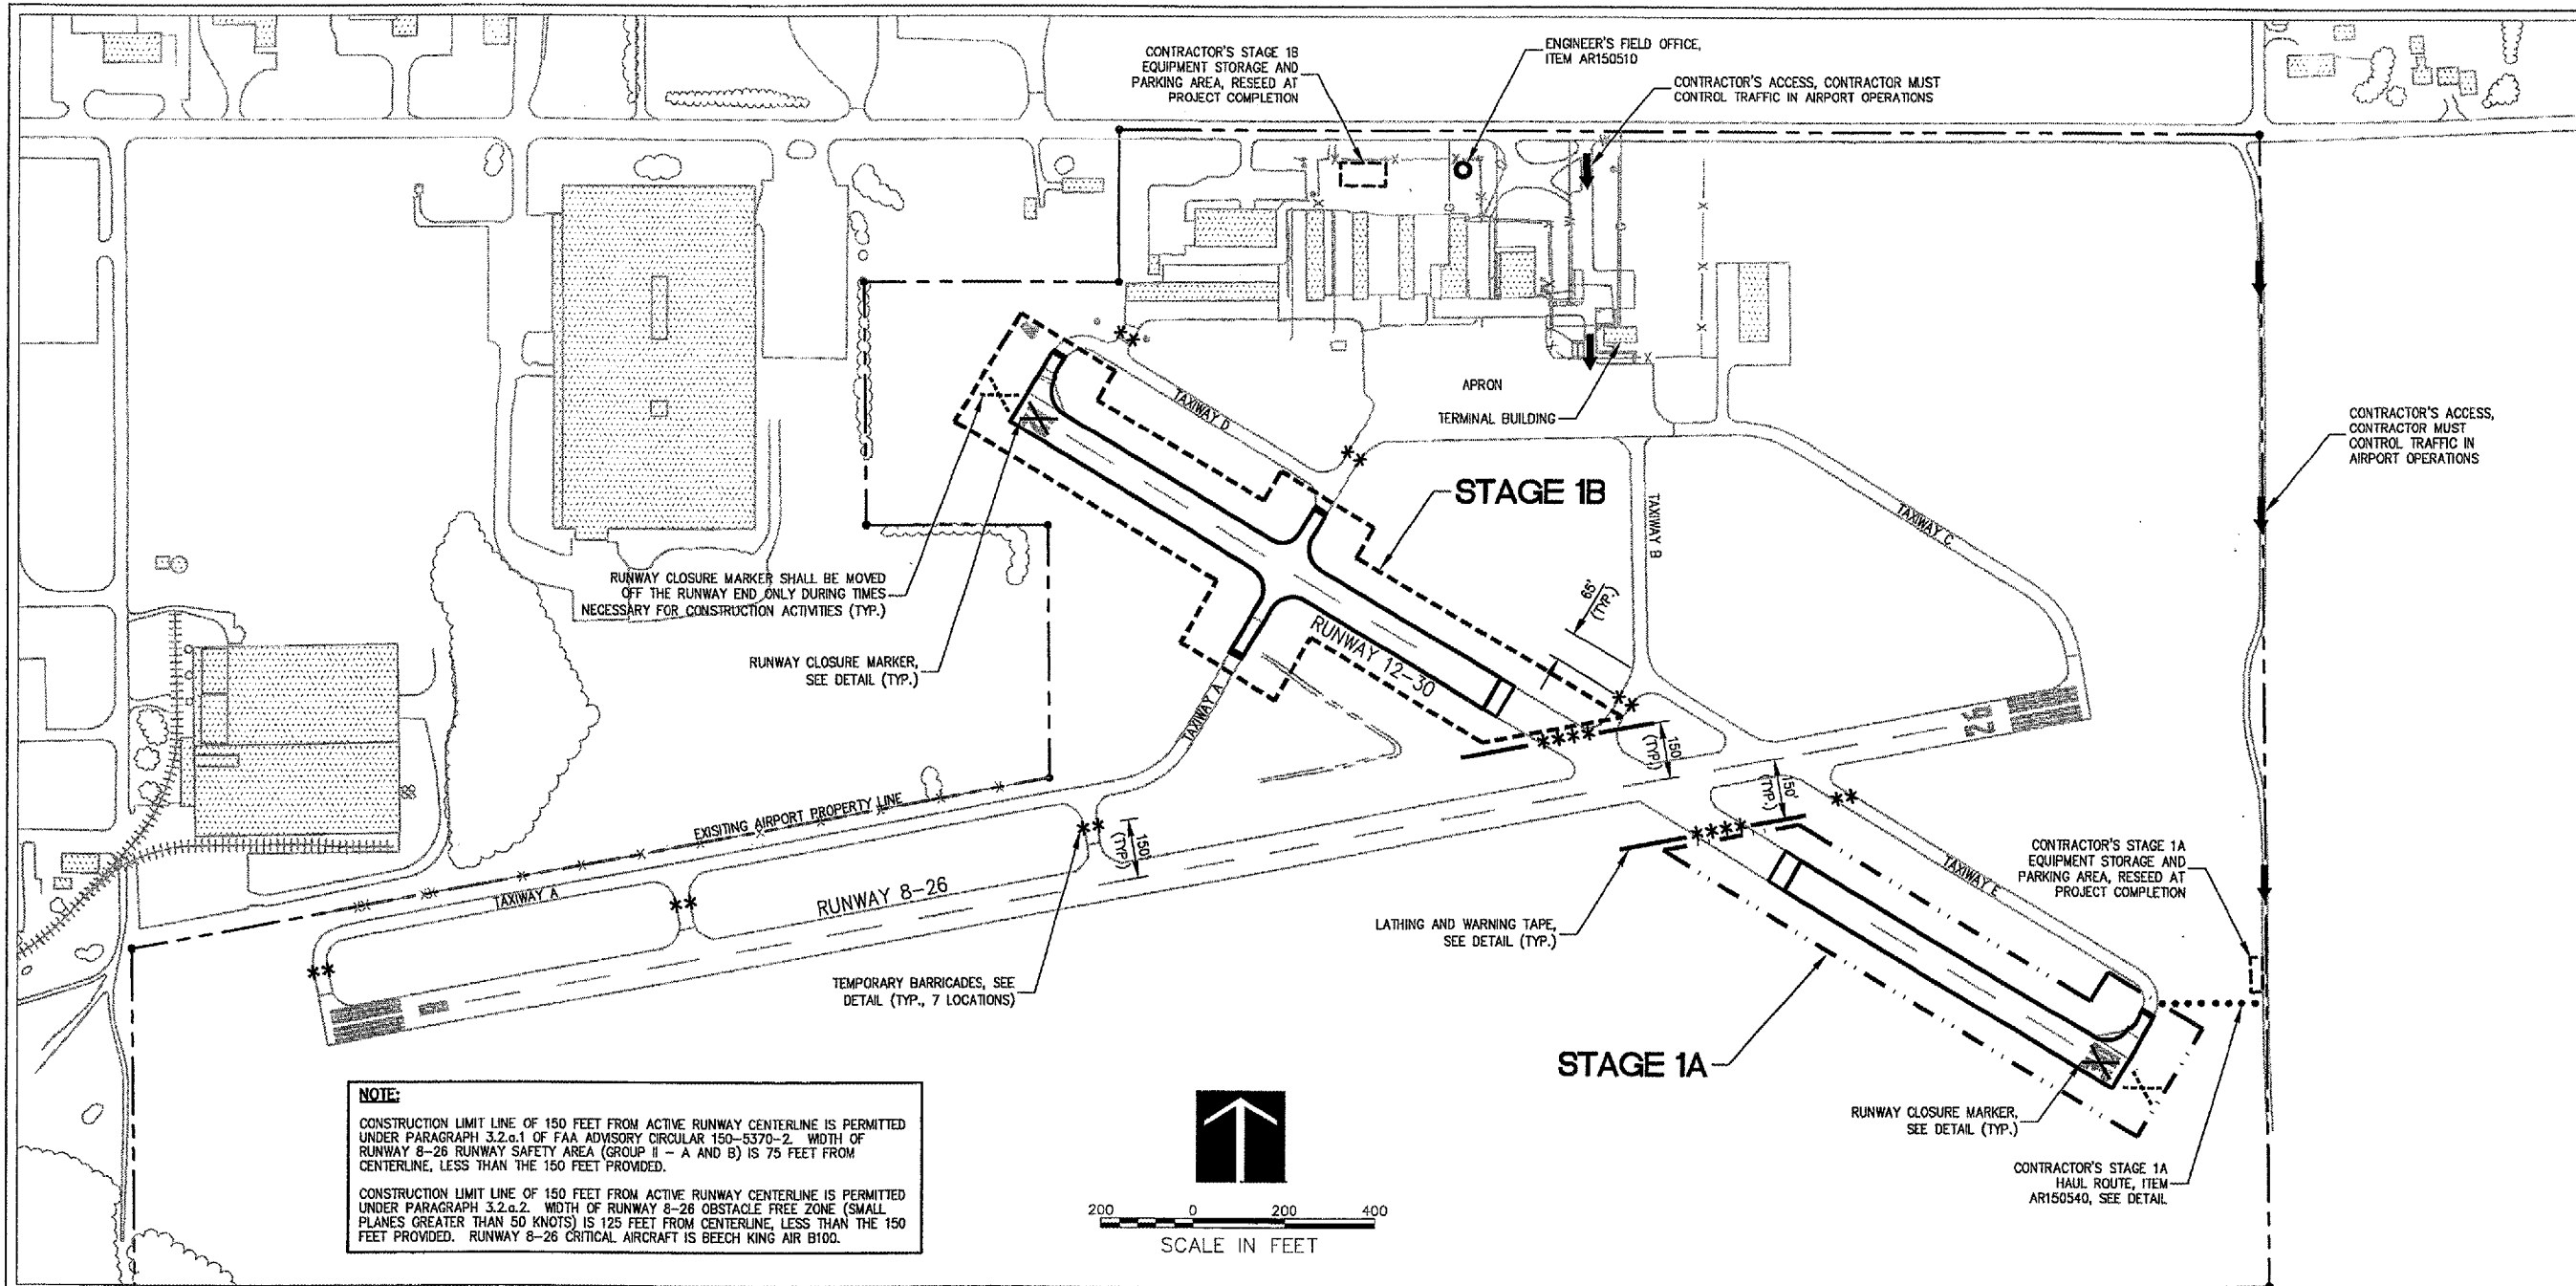 CONTRACTOR'S STAGE 1B
EQUIPMENT STORAGE AND
PARKING AREA, RESEED AT
PROJECT COMPLETION
ENGINEER'S FIELD OFFICE,
ITEM AR150510
CONTRACTOR'S ACCESS, CONTRACTOR MUST
CONTROL TRAFFIC IN AIRPORT OPERATIONS
APRON
TERMINAL BUILDING
CONTRACTOR'S ACCESS,
CONTRACTOR MUST
CONTROL TRAFFIC IN
AIRPORT OPERATIONS
TAXIWAY D
STAGE 1B
TAXIWAY B
TAXIWAY C
RUNWAY CLOSURE MARKER SHALL BE MOVED
OFF THE RUNWAY END ONLY DURING TIMES
NECESSARY FOR CONSTRUCTION ACTIVITIES (TYP.)
65'
(TYP.)
RUNWAY 12-30
RUNWAY CLOSURE MARKER,
SEE DETAIL (TYP.)
TAXIWAY A
26
150'
(TYP.)
150'
(TYP.)
EXISITING AIRPORT PROPERTY LINE
150'
(TYP.)
TAXIWAY A
RUNWAY 8-26
TAXIWAY E
CONTRACTOR'S STAGE 1A
EQUIPMENT STORAGE AND
PARKING AREA, RESEED AT
PROJECT COMPLETION
LATHING AND WARNING TAPE,
SEE DETAIL (TYP.)
TEMPORARY BARRICADES, SEE
DETAIL (TYP., 7 LOCATIONS)
STAGE 1A
RUNWAY CLOSURE MARKER,
SEE DETAIL (TYP.)
CONTRACTOR'S STAGE 1A
HAUL ROUTE, ITEM
AR150540, SEE DETAIL
NOTE:
CONSTRUCTION LIMIT LINE OF 150 FEET FROM ACTIVE RUNWAY CENTERLINE IS PERMITTED
UNDER PARAGRAPH 3.2.a.1 OF FAA ADVISORY CIRCULAR 150-5370-2. WIDTH OF
RUNWAY 8-26 RUNWAY SAFETY AREA (GROUP II - A AND B) IS 75 FEET FROM
CENTERLINE, LESS THAN THE 150 FEET PROVIDED.
CONSTRUCTION LIMIT LINE OF 150 FEET FROM ACTIVE RUNWAY CENTERLINE IS PERMITTED
UNDER PARAGRAPH 3.2.a.2. WIDTH OF RUNWAY 8-26 OBSTACLE FREE ZONE (SMALL
PLANES GREATER THAN 50 KNOTS) IS 125 FEET FROM CENTERLINE, LESS THAN THE 150
FEET PROVIDED. RUNWAY 8-26 CRITICAL AIRCRAFT IS BEECH KING AIR B100.
200 0 200 400
SCALE IN FEET